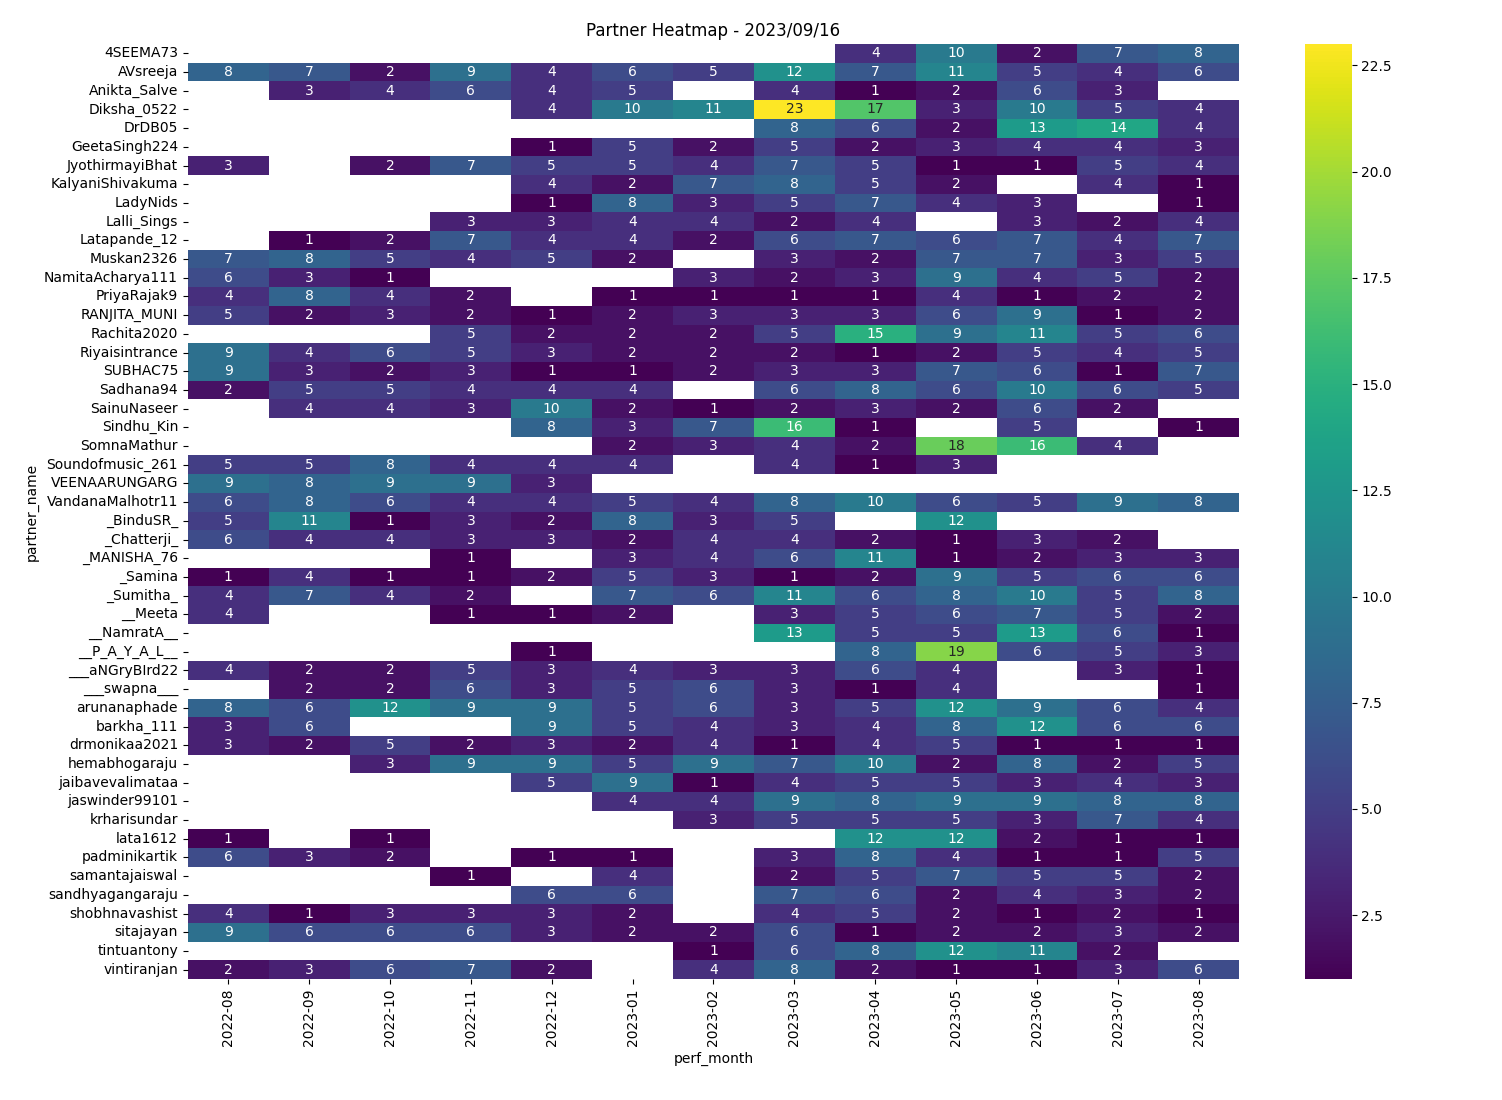 Partner Heatmap - 2023/09/16
partner_name
4SEEMA73 4 10 2 7 8
AVsreeja 8 7 2 9 4 6 5 12 7 11 5 4 6
Anikta_Salve 3 4 6 4 5 4 1 2 6 3
Diksha_0522 4 10 11 23 17 3 10 5 4
DrDB05 8 6 2 13 14 4
GeetaSingh224 1 5 2 5 2 3 4 4 3
JyothirmayiBhat 3 2 7 5 5 4 7 5 1 1 5 4
KalyaniShivakuma 4 2 7 8 5 2 4 1
LadyNids 1 8 3 5 7 4 3 1
Lalli_Sings 3 3 4 4 2 4 3 2 4
Latapande_12 1 2 7 4 4 2 6 7 6 7 4 7
Muskan2326 7 8 5 4 5 2 3 2 7 7 3 5
NamitaAcharya111 6 3 1 3 2 3 9 4 5 2
PriyaRajak9 4 8 4 2 1 1 1 1 4 1 2 2
RANJITA_MUNI 5 2 3 2 1 2 3 3 3 6 9 1 2
Rachita2020 5 2 2 2 5 15 9 11 5 6
Riyaisintrance 9 4 6 5 3 2 2 2 1 2 5 4 5
SUBHAC75 9 3 2 3 1 1 2 3 3 7 6 1 7
Sadhana94 2 5 5 4 4 4 6 8 6 10 6 5
SainuNaseer 4 4 3 10 2 1 2 3 2 6 2
Sindhu_Kin 8 3 7 16 1 5 1
SomnaMathur 2 3 4 2 18 16 4
Soundofmusic_261 5 5 8 4 4 4 4 1 3
VEENAARUNGARG 9 8 9 9 3
VandanaMalhotr11 6 8 6 4 4 5 4 8 10 6 5 9 8
_BinduSR_ 5 11 1 3 2 8 3 5 12
_Chatterji_ 6 4 4 3 3 2 4 4 2 1 3 2
_MANISHA_76 1 3 4 6 11 1 2 3 3
_Samina 1 4 1 1 2 5 3 1 2 9 5 6 6
_Sumitha_ 4 7 4 2 7 6 11 6 8 10 5 8
__Meeta 4 1 1 2 3 5 6 7 5 2
__NamratA__ 13 5 5 13 6 1
__P_A_Y_A_L__ 1 8 19 6 5 3
___aNGryBIrd22 4 2 2 5 3 4 3 3 6 4 3 1
___swapna___ 2 2 6 3 5 6 3 1 4 1
arunanaphade 8 6 12 9 9 5 6 3 5 12 9 6 4
barkha_111 3 6 9 5 4 3 4 8 12 6 6
drmonikaa2021 3 2 5 2 3 2 4 1 4 5 1 1 1
hemabhogaraju 3 9 9 5 9 7 10 2 8 2 5
jaibavevalimataa 5 9 1 4 5 5 3 4 3
jaswinder99101 4 4 9 8 9 9 8 8
krharisundar 3 5 5 5 3 7 4
lata1612 1 1 12 12 2 1 1
padminikartik 6 3 2 1 1 3 8 4 1 1 5
samantajaiswal 1 4 2 5 7 5 5 2
sandhyagangaraju 6 6 7 6 2 4 3 2
shobhnavashist 4 1 3 3 3 2 4 5 2 1 2 1
sitajayan 9 6 6 6 3 2 2 6 1 2 2 3 2
tintuantony 1 6 8 12 11 2
vintiranjan 2 3 6 7 2 4 8 2 1 1 3 6
2022-08 2022-09 2022-10 2022-11 2022-12 2023-01 2023-02 2023-03 2023-04 2023-05 2023-06 2023-07 2023-08
perf_month
22.5
20.0
17.5
15.0
12.5
10.0
7.5
5.0
2.5